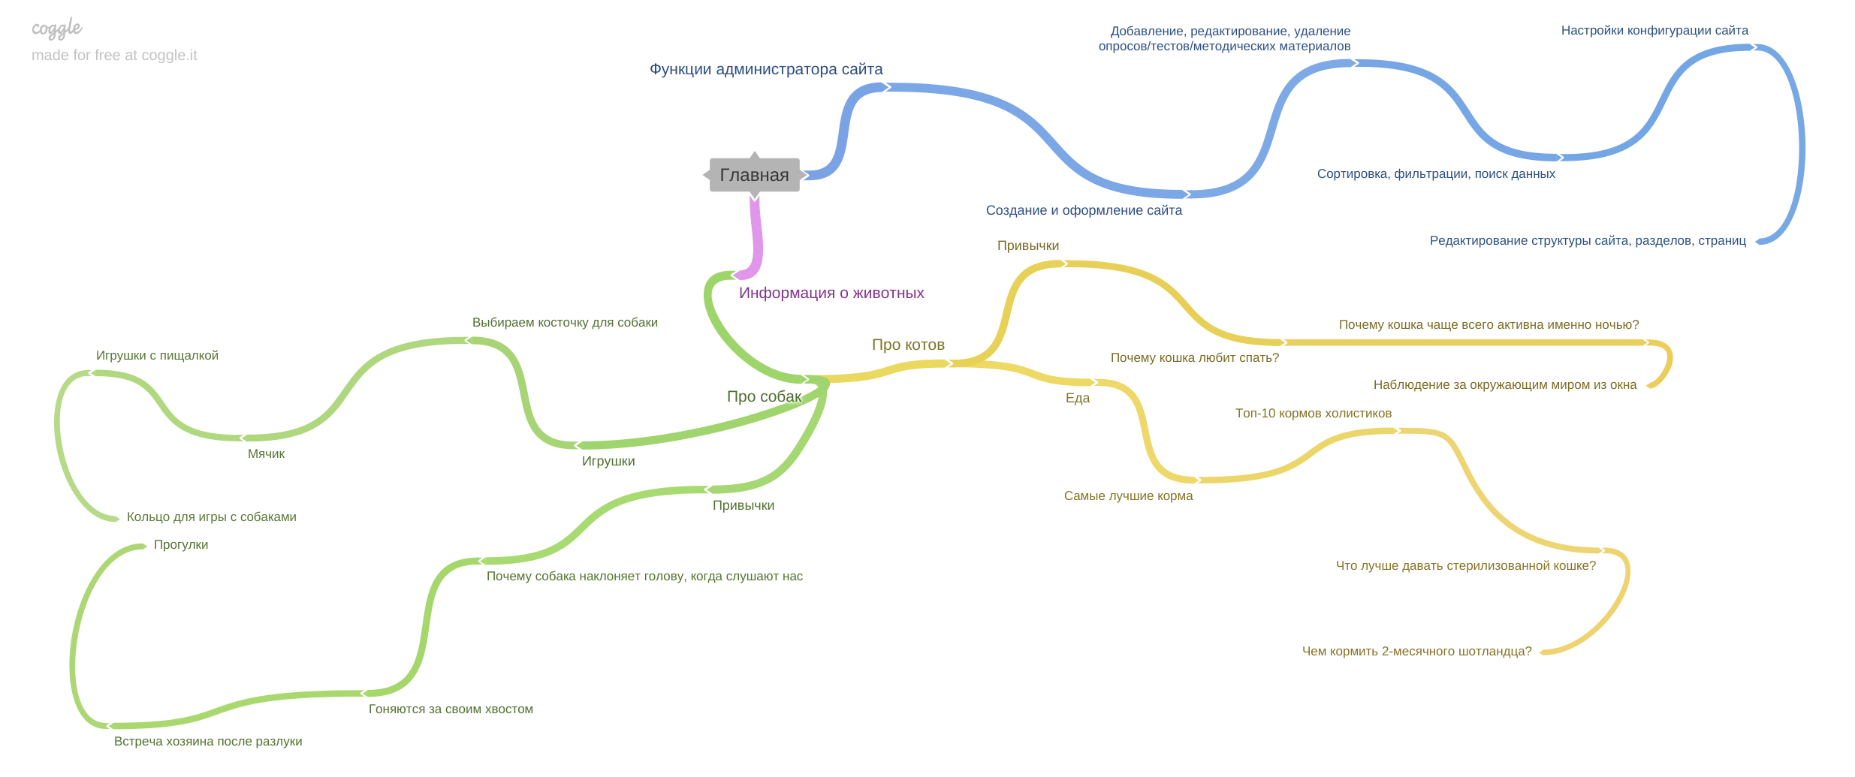 coggle
made for free at coggle.it
Функции администратора сайта
Добавление, редактирование, удаление
опросов/тестов/методических материалов
Настройки конфигурации сайта
Главная
Сортировка, фильтрации, поиск данных
Создание и оформление сайта
Редактирование структуры сайта, разделов, страниц
Привычки
Информация о животных
Выбираем косточку для собаки
Почему кошка чаще всего активна именно ночью?
Про котов
Игрушки с пищалкой
Почему кошка любит спать?
Наблюдение за окружающим миром из окна
Про собак
Еда
Топ-10 кормов холистиков
Мячик
Игрушки
Самые лучшие корма
Привычки
Кольцо для игры с собаками
Прогулки
Что лучше давать стерилизованной кошке?
Почему собака наклоняет голову, когда слушают нас
Чем кормить 2-месячного шотландца?
Гоняются за своим хвостом
Встреча хозяина после разлуки